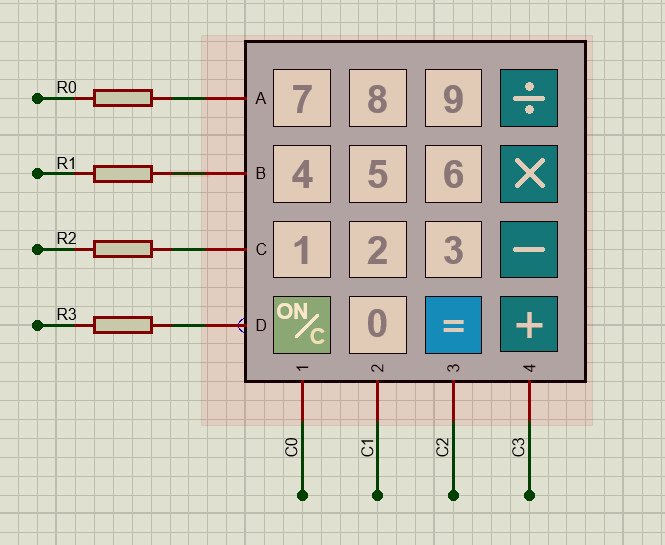 R0 A 7 8 9 ÷
R1 B 4 5 6 ×
R2 C 1 2 3 −
R3 D ON/C 0 = +
1 2 3 4
C0 C1 C2 C3